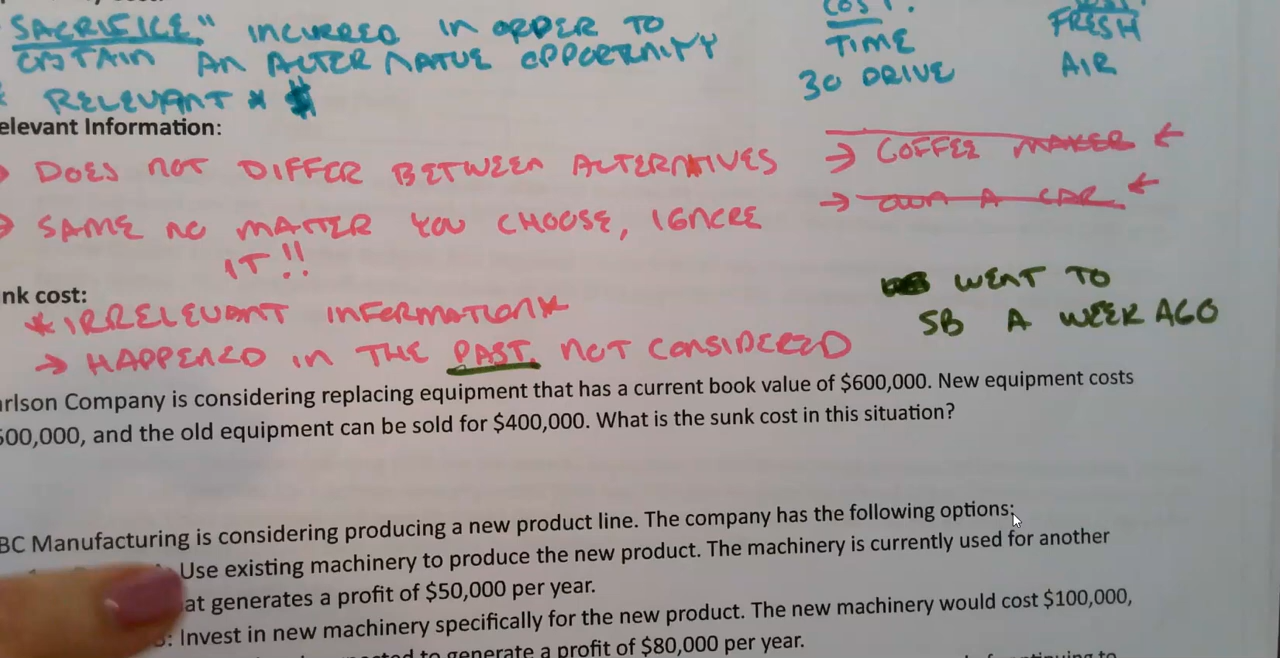 COST:
SACRIFICE" INCURRED IN ORDER TO
TIME
FRESH
OBTAIN AN ALTERNATIVE OPPORTUNITY
30 DRIVE
AIR
RELEVANT * $
elevant Information:
DOES NOT DIFFER BETWEEN ALTERNATIVES
→ COFFEE MAKER ←
→ OWN A CAR ←
SAME NO MATTER YOU CHOOSE, IGNORE
IT!!
nk cost:
* IRRELEVANT INFORMATION *
WENT TO
SB A WEEK AGO
→ HAPPENED IN THE PAST, NOT CONSIDERED
arlson Company is considering replacing equipment that has a current book value of $600,000. New equipment costs
500,000, and the old equipment can be sold for $400,000. What is the sunk cost in this situation?
BC Manufacturing is considering producing a new product line. The company has the following options:
Use existing machinery to produce the new product. The machinery is currently used for another
at generates a profit of $50,000 per year.
: Invest in new machinery specifically for the new product. The new machinery would cost $100,000,
to generate a profit of $80,000 per year.